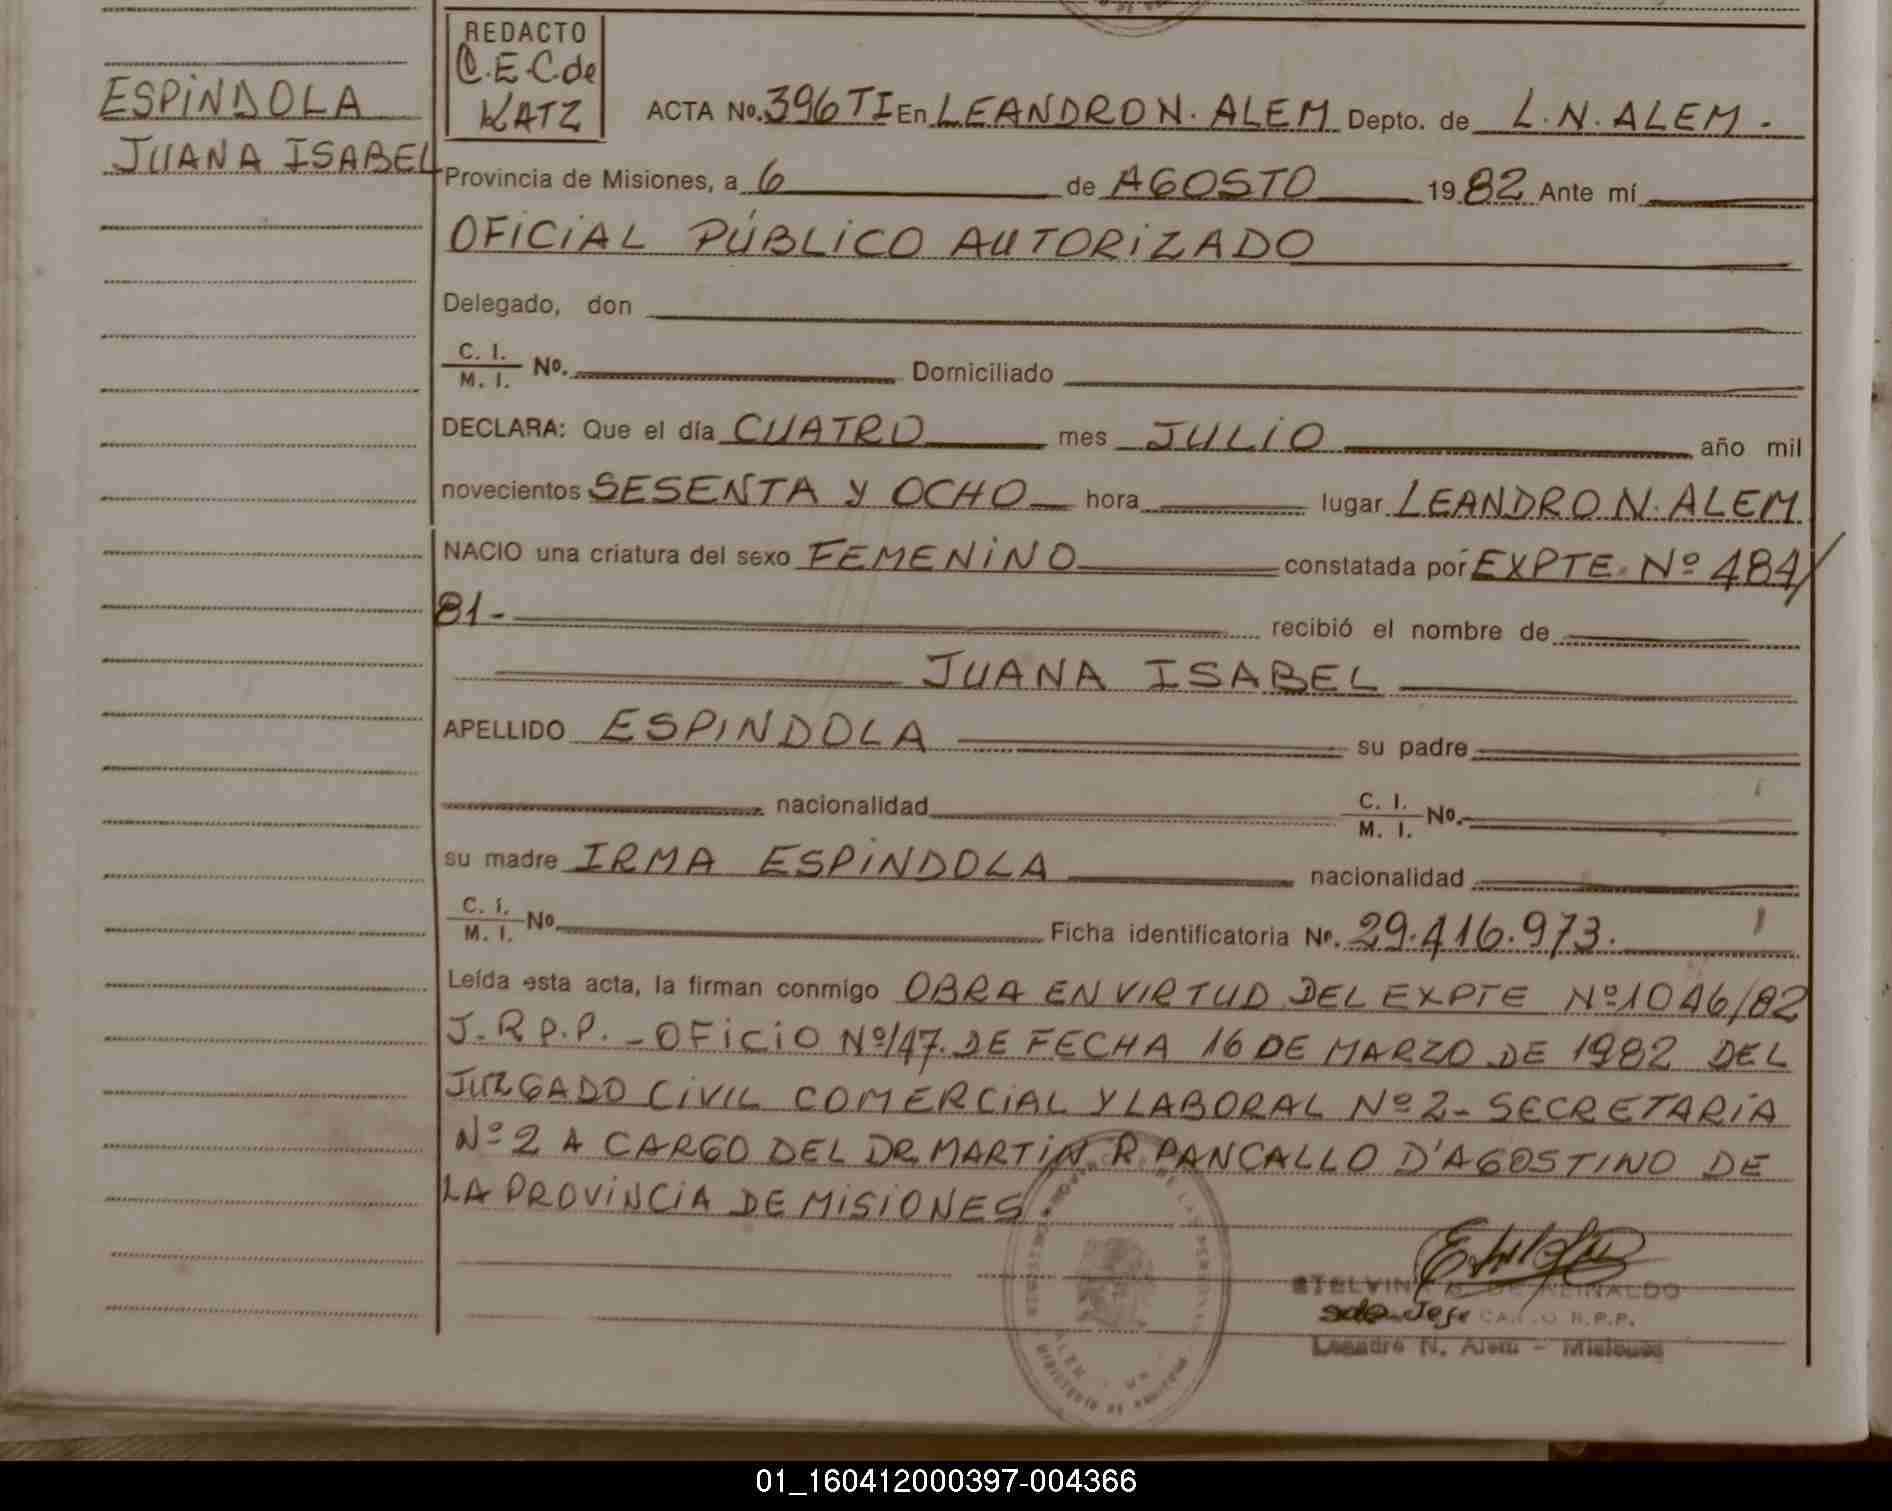 ESPINDOLA
JUANA ISABEL
REDACTO
C.E.C.de
KATZ
ACTA No. 396 TI En LEANDRO N. ALEM Depto. de L.N. ALEM.
Provincia de Misiones, a 6 de AGOSTO 1982 Ante mí
OFICIAL PÚBLICO AUTORIZADO
Delegado, don
C. I.
M. I. No. Domiciliado
DECLARA: Que el día CUATRO mes JULIO año mil
novecientos SESENTA y OCHO hora lugar LEANDRO N. ALEM
NACIO una criatura del sexo FEMENINO constatada por EXPTE. Nº 484/
81- recibió el nombre de
JUANA ISABEL
APELLIDO ESPINDOLA su padre
nacionalidad C. I.
M. I. No.
su madre IRMA ESPINDOLA nacionalidad
C. I.
M. I. No Ficha identificatoria No. 29.416.973.
Leída esta acta, la firman conmigo OBRA EN VIRTUD DEL EXPTE Nº 1046/82
J.R.P.P. - OFICIO Nº 147. DE FECHA 16 DE MARZO DE 1982 DEL
JUZGADO CIVIL COMERCIAL Y LABORAL Nº 2 - SECRETARIA
Nº 2 A CARGO DEL DR. MARTIN R. PANCALLO D'AGOSTINO DE
LA PROVINCIA DE MISIONES.
DE REINALDO
Jefe R.P.P.
Leandro N. Alem - Misiones
01_160412000397-004366